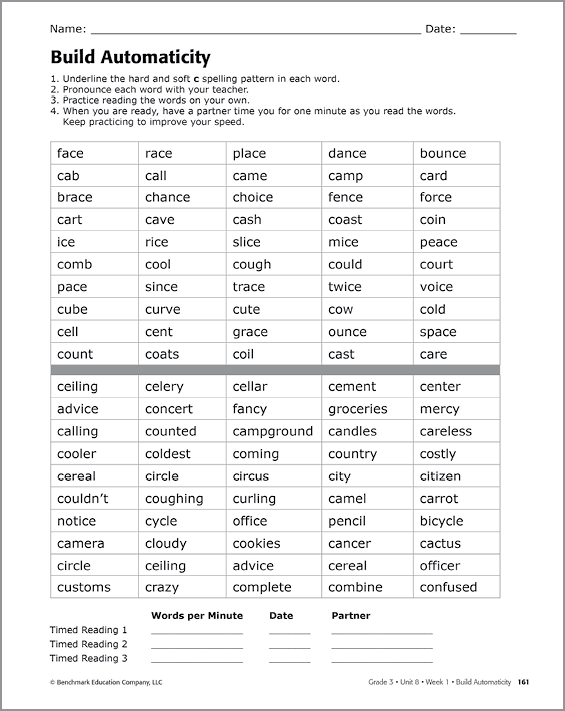 Name: Date:
Build Automaticity
1. Underline the hard and soft c spelling pattern in each word.
2. Pronounce each word with your teacher.
3. Practice reading the words on your own.
4. When you are ready, have a partner time you for one minute as you read the words.
Keep practicing to improve your speed.
face race place dance bounce
cab call came camp card
brace chance choice fence force
cart cave cash coast coin
ice rice slice mice peace
comb cool cough could court
pace since trace twice voice
cube curve cute cow cold
cell cent grace ounce space
count coats coil cast care
ceiling celery cellar cement center
advice concert fancy groceries mercy
calling counted campground candles careless
cooler coldest coming country costly
cereal circle circus city citizen
couldn't coughing curling camel carrot
notice cycle office pencil bicycle
camera cloudy cookies cancer cactus
circle ceiling advice cereal officer
customs crazy complete combine confused
Words per Minute Date Partner
Timed Reading 1
Timed Reading 2
Timed Reading 3
© Benchmark Education Company, LLC Grade 3 • Unit 8 • Week 1 • Build Automaticity 161